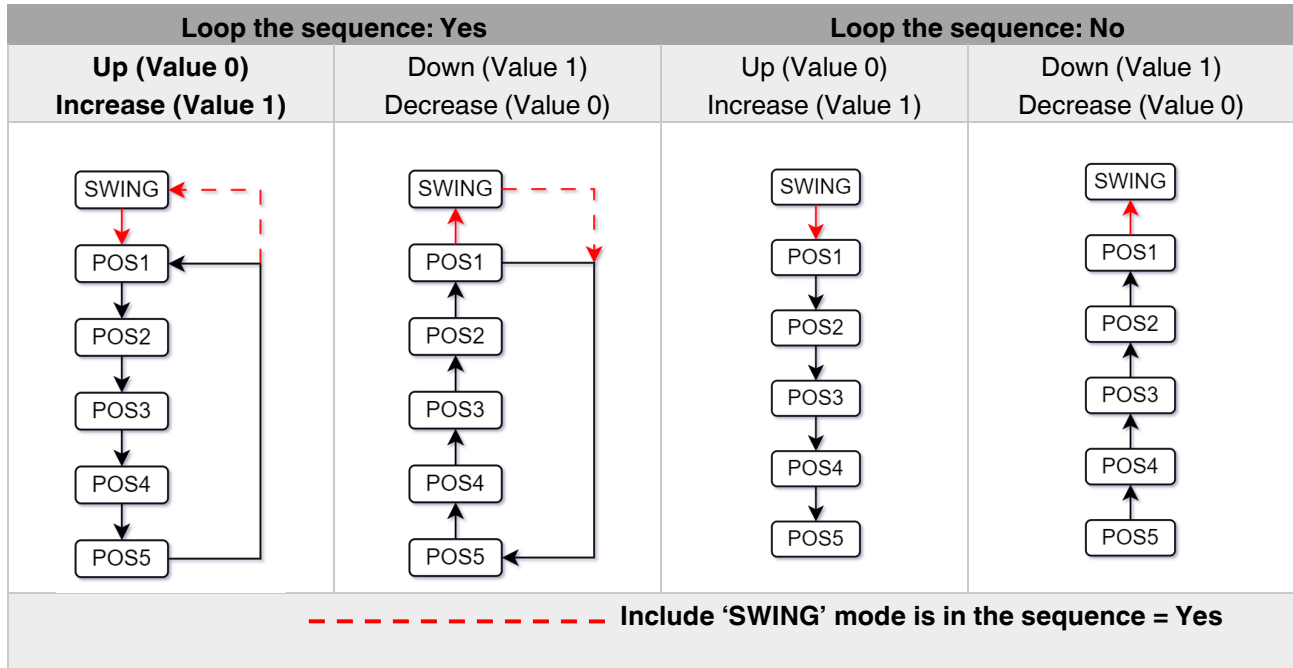 Loop the sequence: Yes
Loop the sequence: No
Up (Value 0)
Increase (Value 1)
Down (Value 1)
Decrease (Value 0)
Up (Value 0)
Increase (Value 1)
Down (Value 1)
Decrease (Value 0)
SWING
POS1
POS2
POS3
POS4
POS5
SWING
POS1
POS2
POS3
POS4
POS5
SWING
POS1
POS2
POS3
POS4
POS5
SWING
POS1
POS2
POS3
POS4
POS5
Include ‘SWING’ mode is in the sequence = Yes